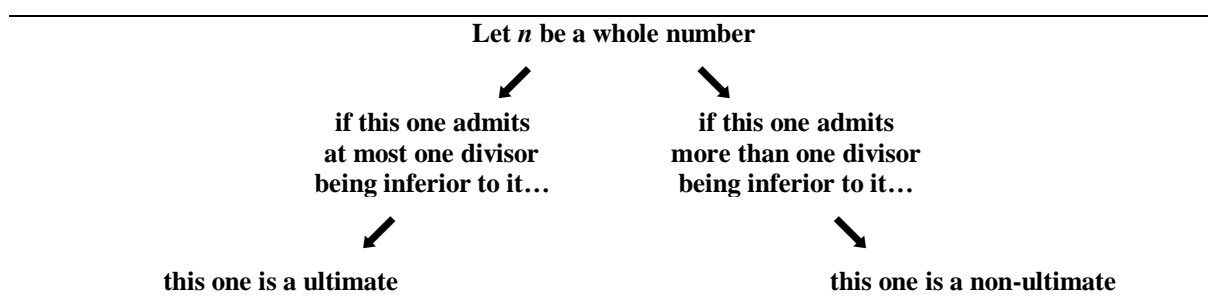 Let n be a whole number
if this one admits
at most one divisor
being inferior to it…
if this one admits
more than one divisor
being inferior to it…
this one is a ultimate
this one is a non-ultimate